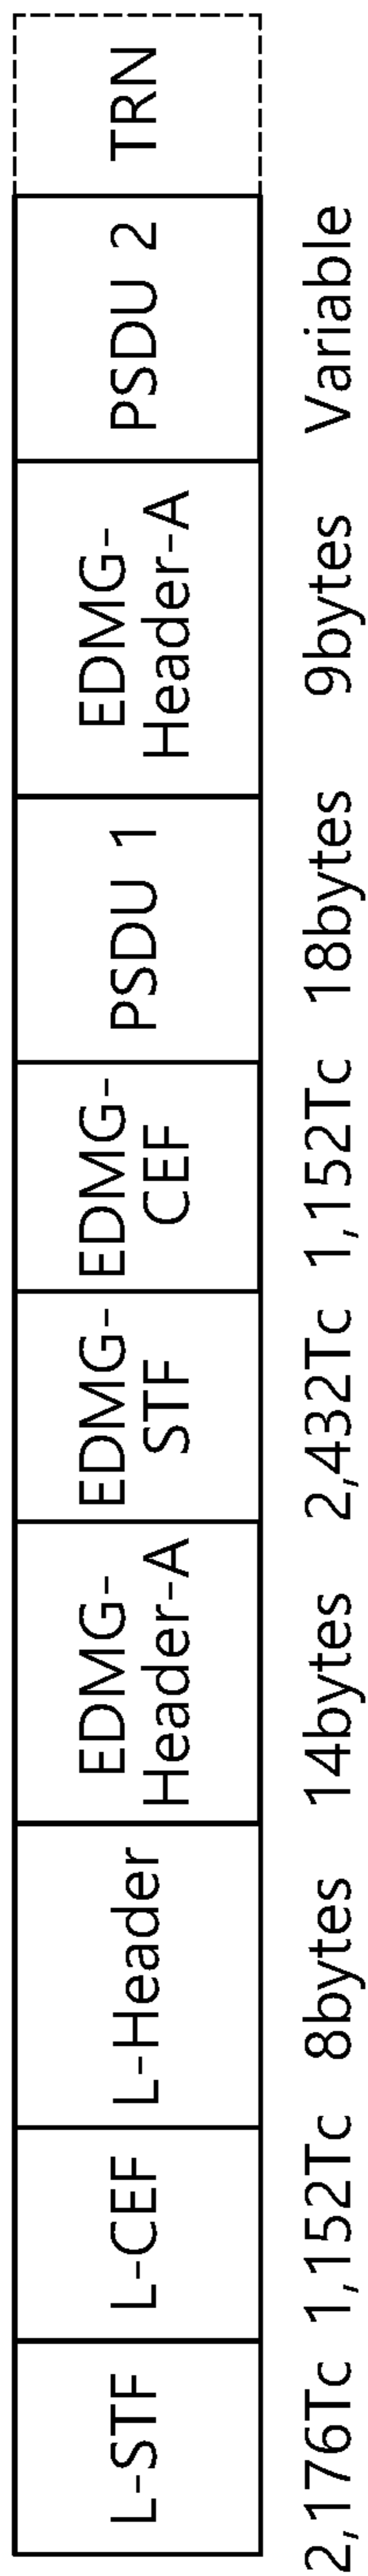 L-STF
L-CEF
L-Header
EDMG-
Header-A
EDMG-
STF
EDMG-
CEF
PSDU 1
EDMG-
Header-A
PSDU 2
TRN
2,176Tc
1,152Tc
8bytes
14bytes
2,432Tc
1,152Tc
18bytes
9bytes
Variable